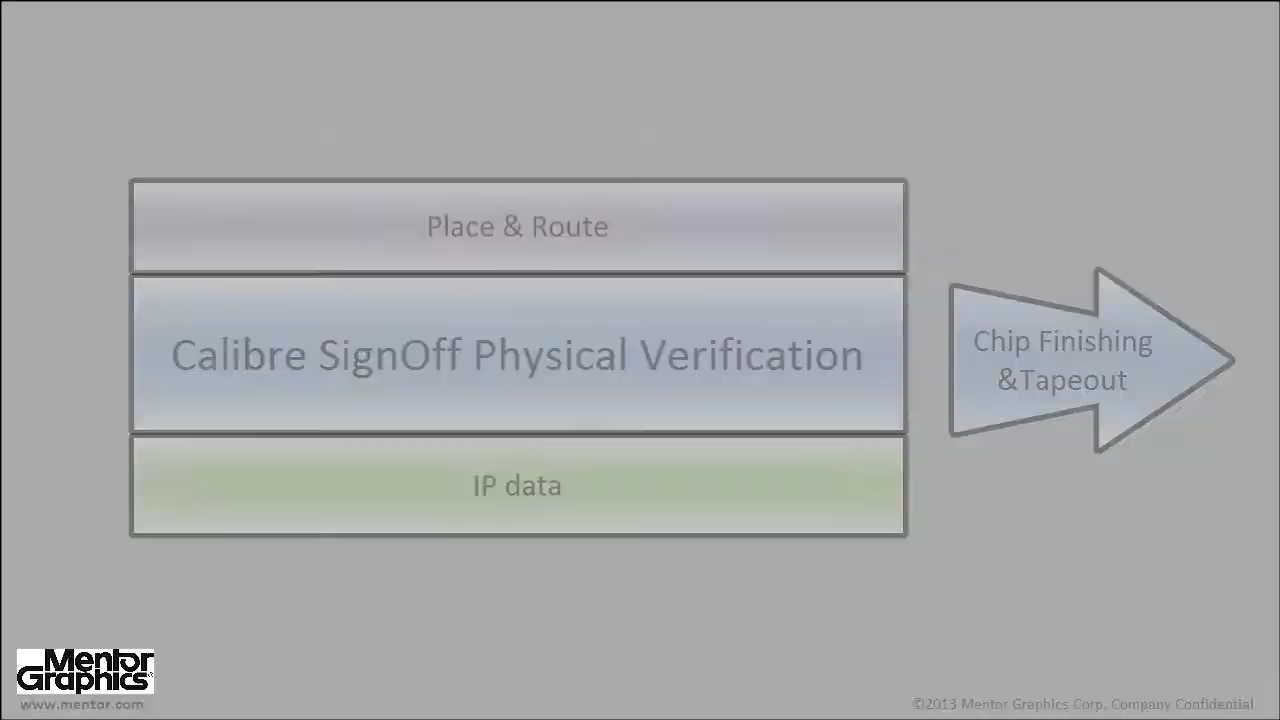 Place & Route
Calibre SignOff Physical Verification
Chip Finishing
&Tapeout
IP data
Mentor
Graphics®
www.mentor.com
©2013 Mentor Graphics Corp, Company Confidential